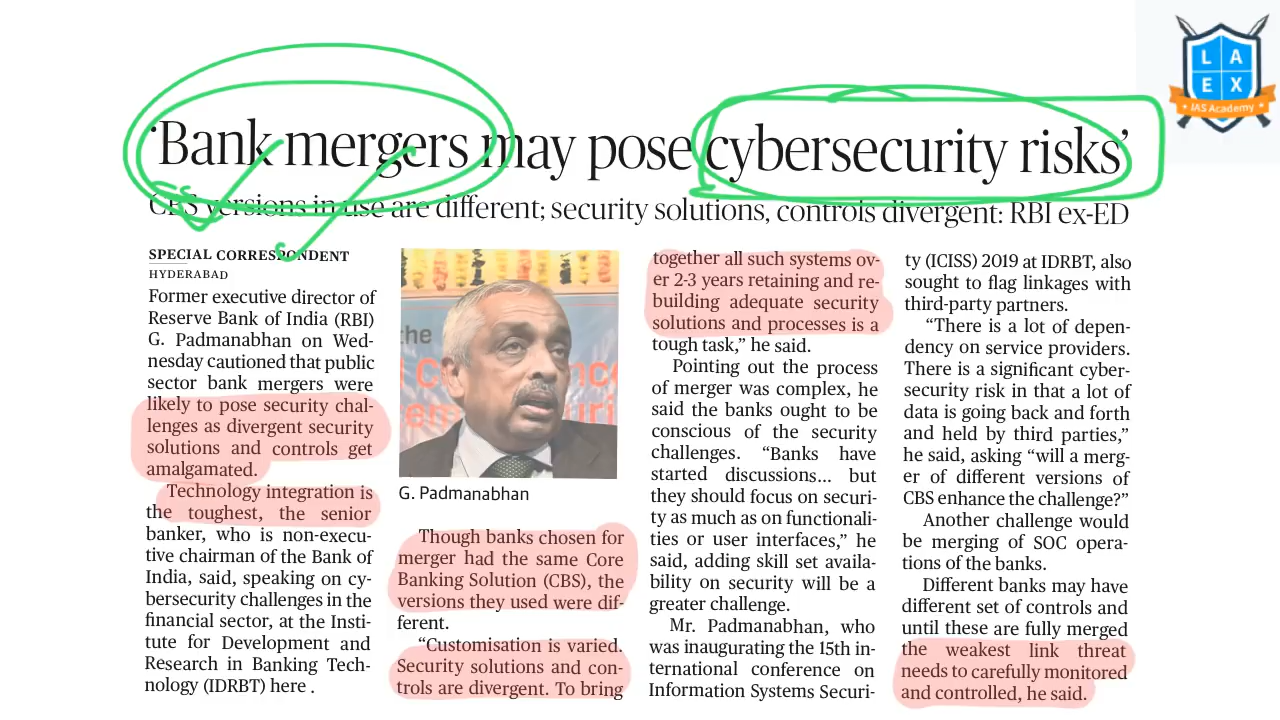 L A
E X
IAS Academy
‘Bank mergers may pose cybersecurity risks’
CBS versions in use are different; security solutions, controls divergent: RBI ex-ED
SPECIAL CORRESPONDENT
HYDERABAD
Former executive director of
Reserve Bank of India (RBI)
G. Padmanabhan on Wed-
nesday cautioned that public
sector bank mergers were
likely to pose security chal-
lenges as divergent security
solutions and controls get
amalgamated.
Technology integration is
the toughest, the senior
banker, who is non-execu-
tive chairman of the Bank of
India, said, speaking on cy-
bersecurity challenges in the
financial sector, at the Insti-
tute for Development and
Research in Banking Tech-
nology (IDRBT) here .
the
G. Padmanabhan
Though banks chosen for
merger had the same Core
Banking Solution (CBS), the
versions they used were dif-
ferent.
“Customisation is varied.
Security solutions and con-
trols are divergent. To bring
together all such systems ov-
er 2-3 years retaining and re-
building adequate security
solutions and processes is a
tough task,” he said.
Pointing out the process
of merger was complex, he
said the banks ought to be
conscious of the security
challenges. “Banks have
started discussions... but
they should focus on securi-
ty as much as on functionali-
ties or user interfaces,” he
said, adding skill set availa-
bility on security will be a
greater challenge.
Mr. Padmanabhan, who
was inaugurating the 15th in-
ternational conference on
Information Systems Securi-
ty (ICISS) 2019 at IDRBT, also
sought to flag linkages with
third-party partners.
“There is a lot of depen-
dency on service providers.
There is a significant cyber-
security risk in that a lot of
data is going back and forth
and held by third parties,”
he said, asking “will a merg-
er of different versions of
CBS enhance the challenge?”
Another challenge would
be merging of SOC opera-
tions of the banks.
Different banks may have
different set of controls and
until these are fully merged
the weakest link threat
needs to carefully monitored
and controlled, he said.